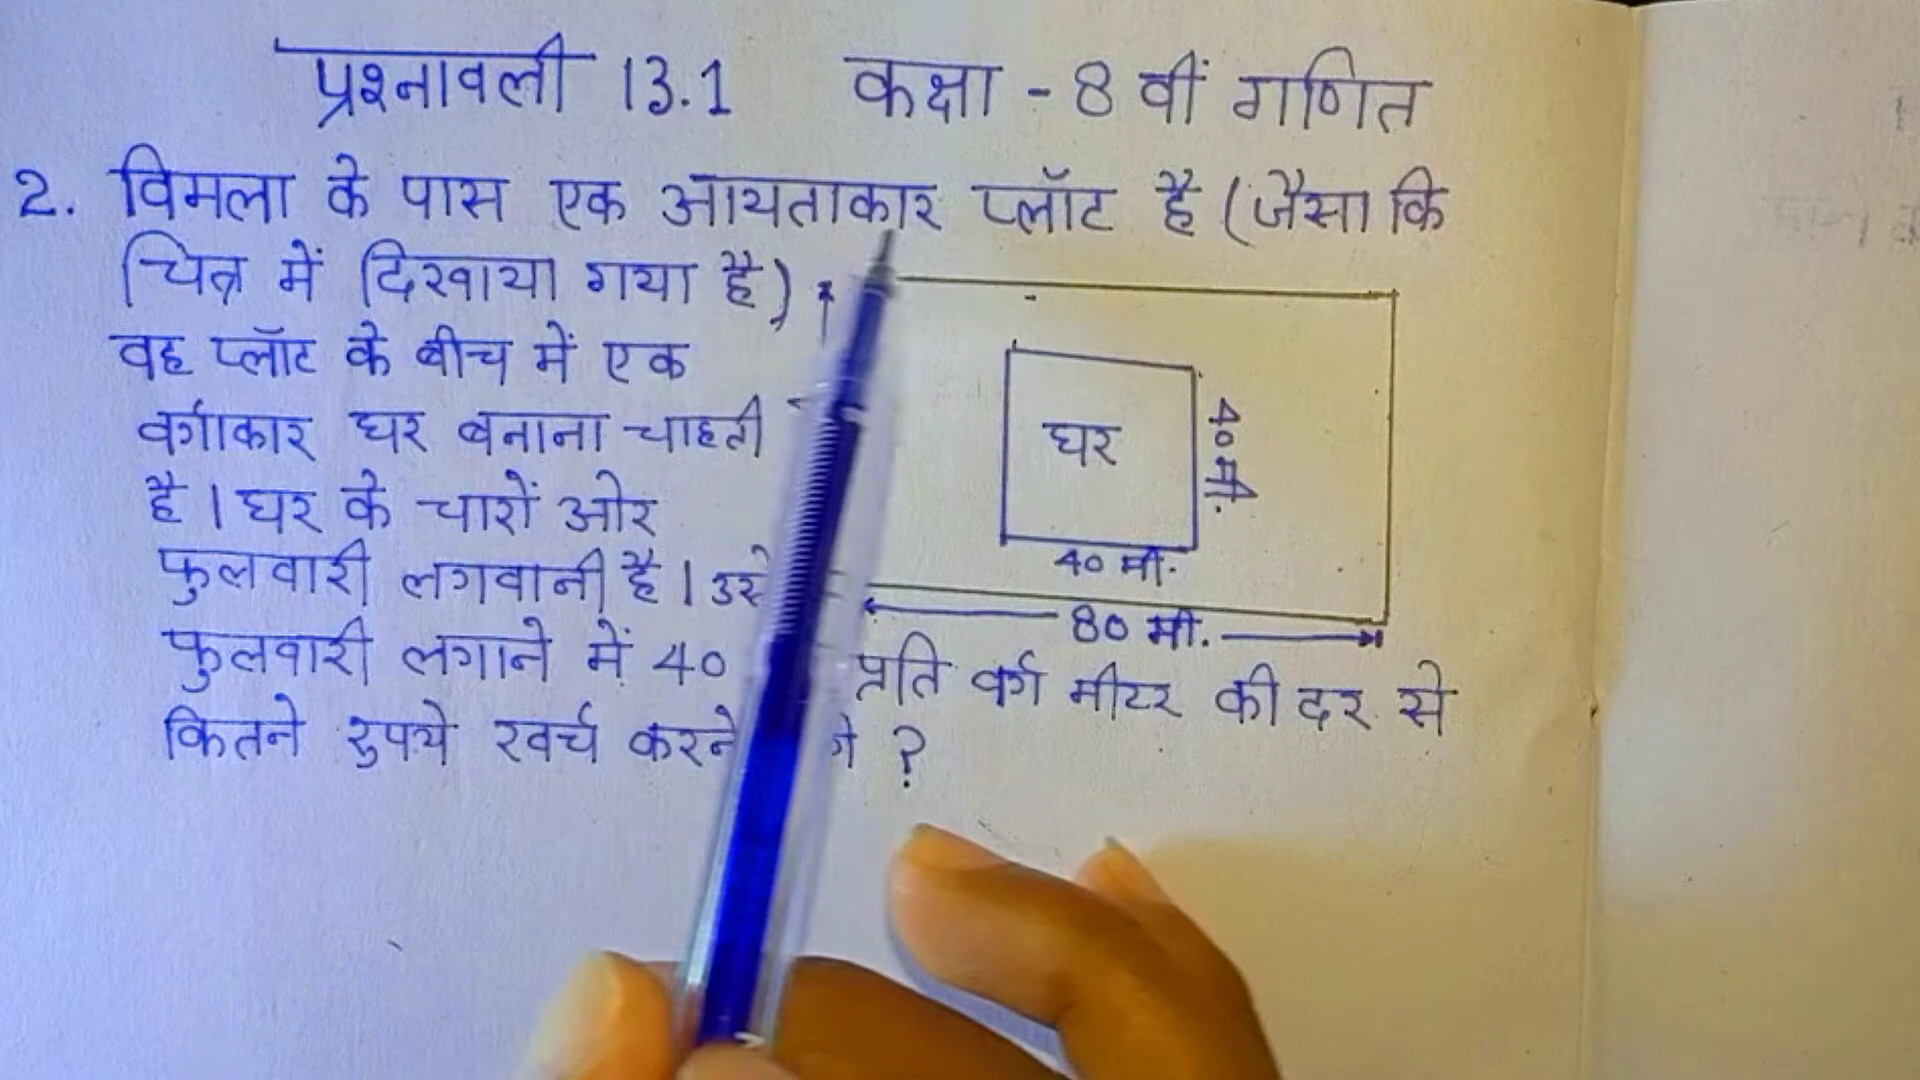 प्रश्नावली 13.1 कक्षा - 8 वीं गणित
2. विमला के पास एक आयताकार प्लॉट है (जैसा कि
चित्र में दिखाया गया है)
वह प्लॉट के बीच में एक
वर्गाकार घर बनाना चाहती
है। घर के चारों ओर
फुलवारी लगवानी है।
फुलवारी लगाने में 40 प्रति वर्ग मीटर की दर से
कितने रुपये खर्च करने ?
घर
40 मी.
40 मी.
80 मी.